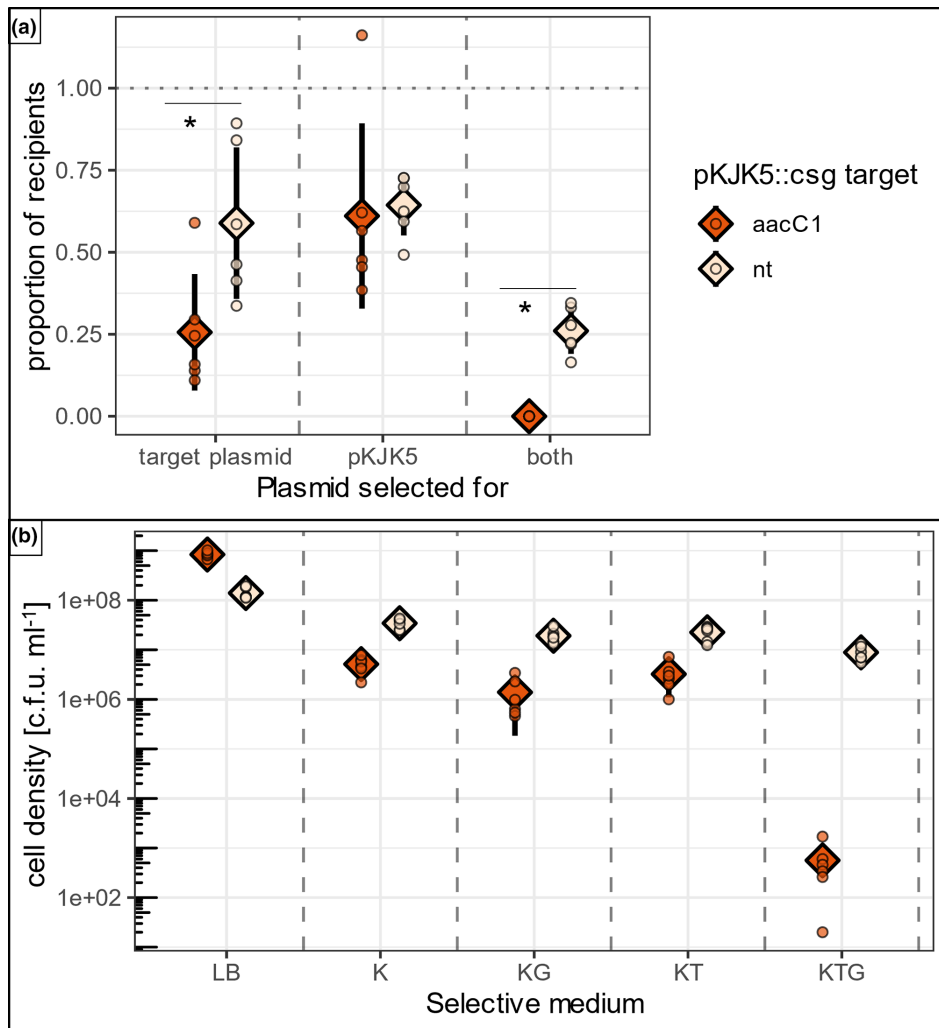 (a)
proportion of recipients
1.00
0.75
0.50
0.25
0.00
*
*
target plasmid pKJK5 both
Plasmid selected for
pKJK5::csg target
aacC1
nt
(b)
cell density [c.f.u. ml⁻¹]
1e+08
1e+06
1e+04
1e+02
LB K KG KT KTG
Selective medium